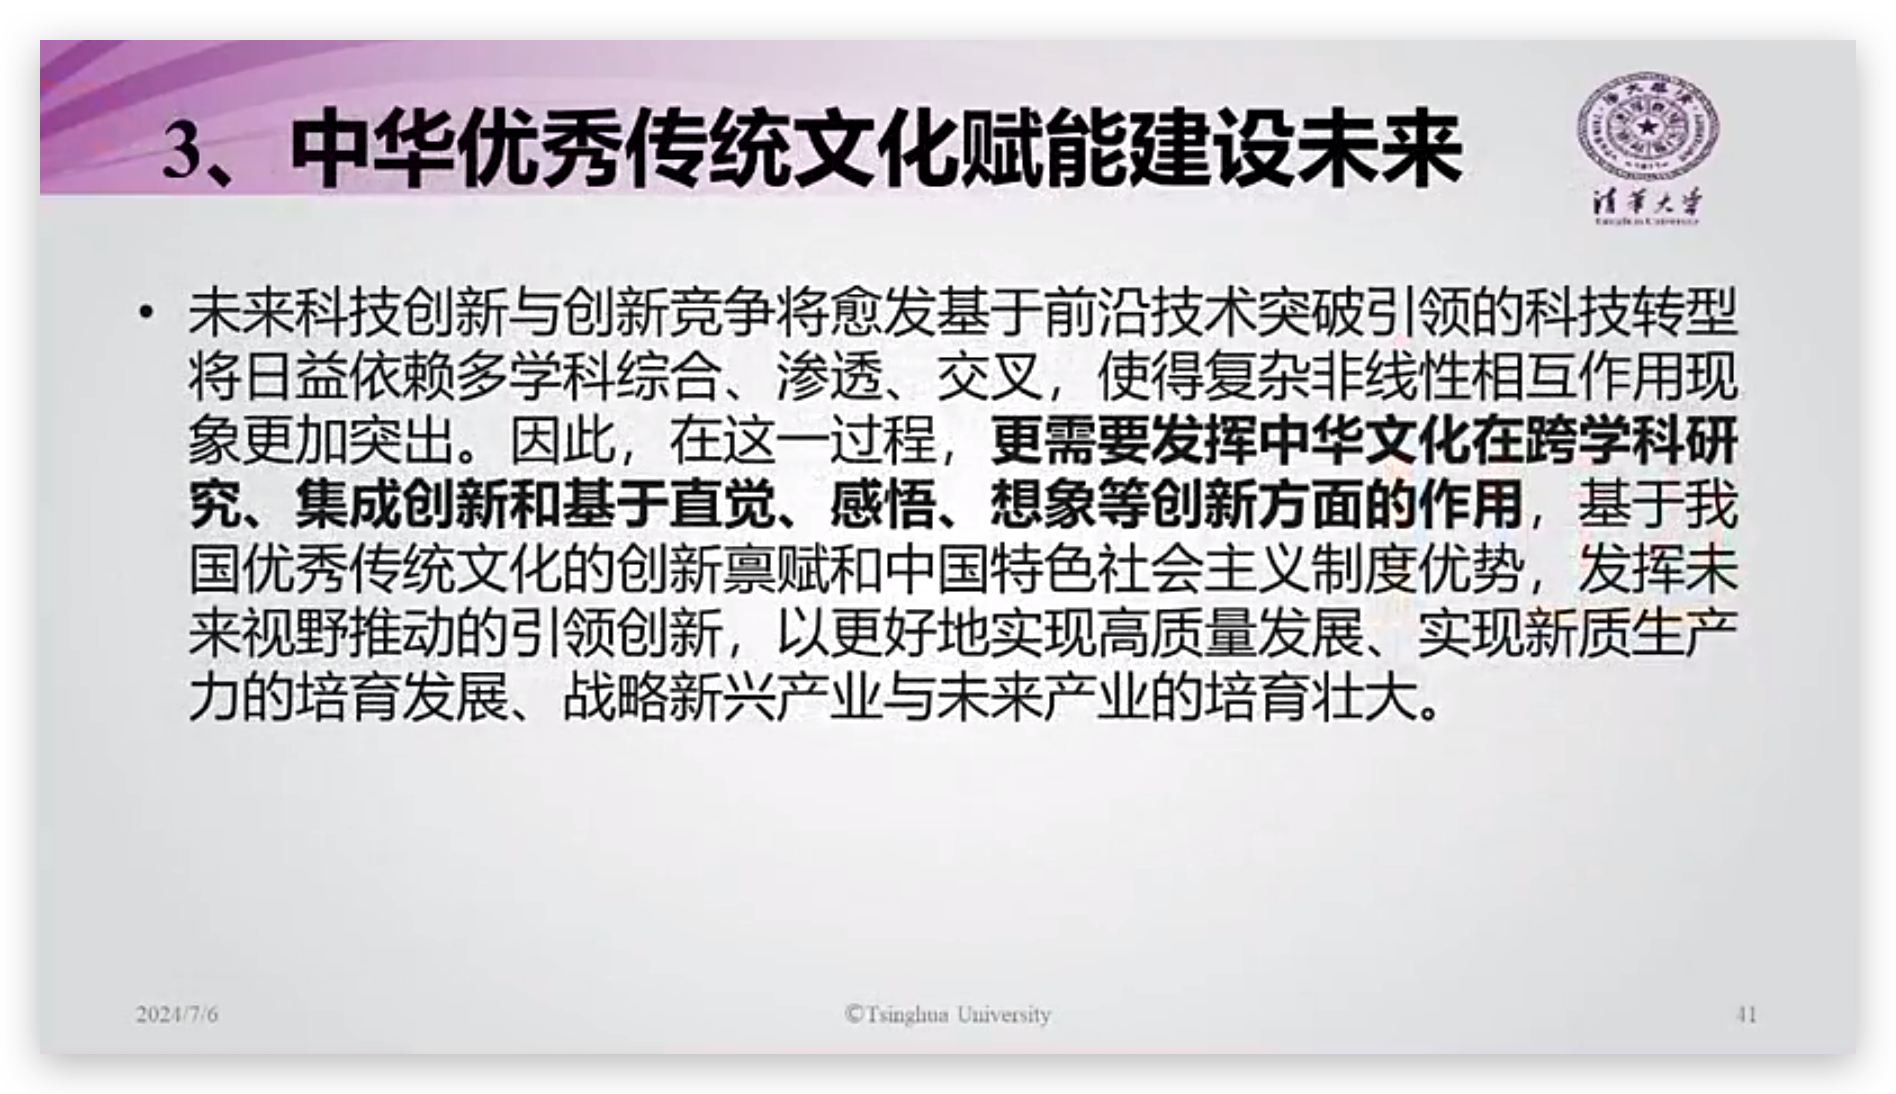 3、中华优秀传统文化赋能建设未来
清华大学
Tsinghua University
• 未来科技创新与创新竞争将愈发基于前沿技术突破引领的科技转型
将日益依赖多学科综合、渗透、交叉，使得复杂非线性相互作用现
象更加突出。因此，在这一过程，更需要发挥中华文化在跨学科研
究、集成创新和基于直觉、感悟、想象等创新方面的作用，基于我
国优秀传统文化的创新禀赋和中国特色社会主义制度优势，发挥未
来视野推动的引领创新，以更好地实现高质量发展、实现新质生产
力的培育发展、战略新兴产业与未来产业的培育壮大。
2024/7/6
©Tsinghua University
41